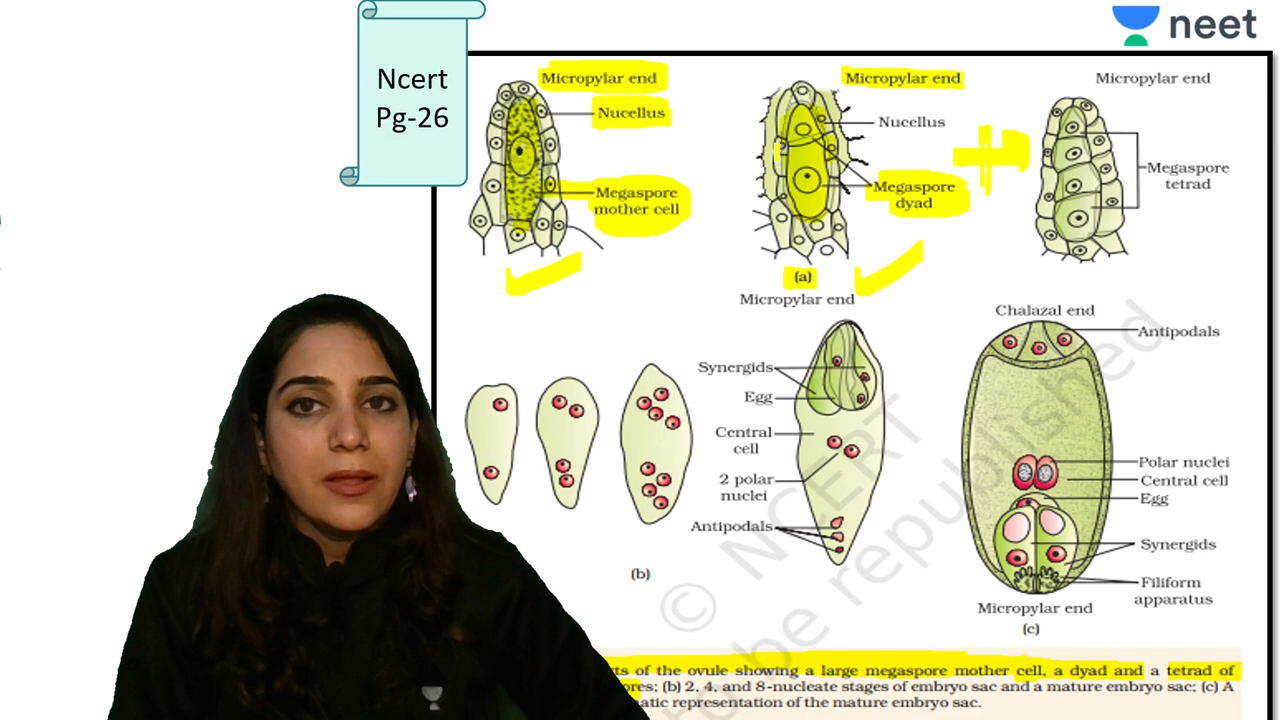 neet
Ncert
Pg-26
Micropylar end
Nucellus
Megaspore
mother cell
Micropylar end
Nucellus
Megaspore
dyad
(a)
Micropylar end
Megaspore
tetrad
(b)
Micropylar end
Synergids
Egg
Central
cell
2 polar
nuclei
Antipodals
Chalazal end
Antipodals
Polar nuclei
Central cell
Egg
Synergids
Filiform
apparatus
Micropylar end
(c)
© NCERT
be republished
of the ovule showing a large megaspore mother cell, a dyad and a tetrad of
(b) 2, 4, and 8-nucleate stages of embryo sac and a mature embryo sac; (c) A
representation of the mature embryo sac.